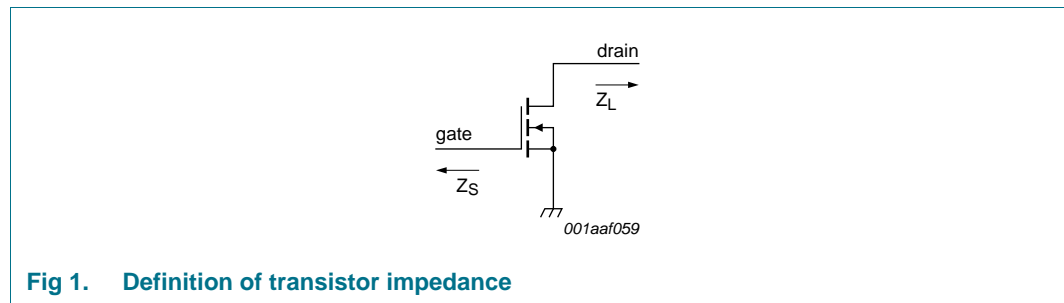 drain
Z_L
gate
Z_S
001aaf059
Fig 1. Definition of transistor impedance